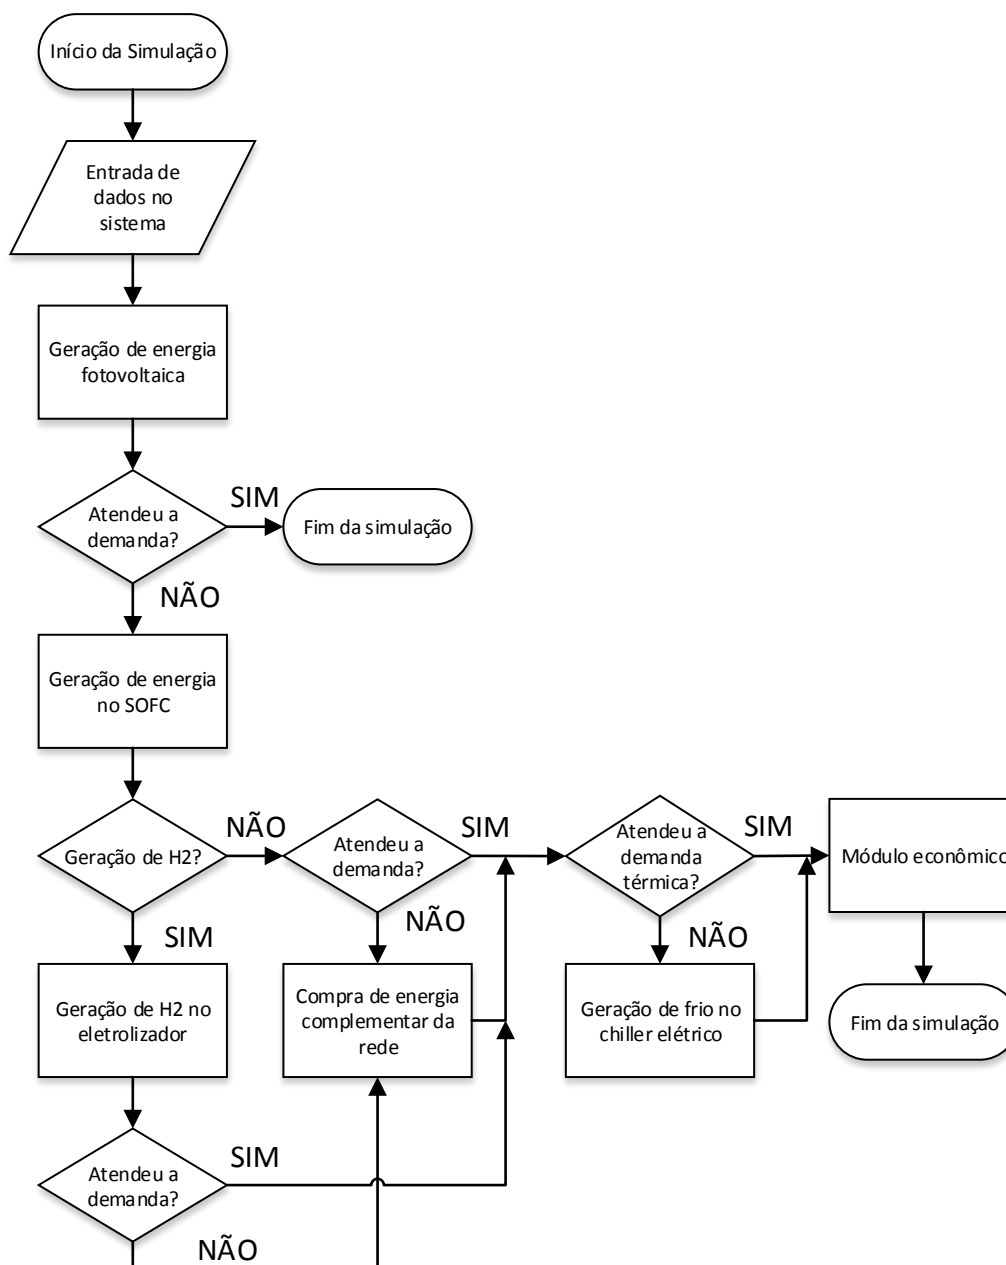 Início da Simulação
Entrada de
dados no
sistema
Geração de energia
fotovoltaica
Atendeu a
demanda?
SIM
Fim da simulação
NÃO
Geração de energia
no SOFC
Geração de H2?
NÃO
Atendeu a
demanda?
SIM
Atendeu a
demanda
térmica?
SIM
Módulo econômico
SIM
NÃO
NÃO
Geração de H2 no
eletrolizador
Compra de energia
complementar da
rede
Geração de frio no
chiller elétrico
Fim da simulação
Atendeu a
demanda?
SIM
NÃO